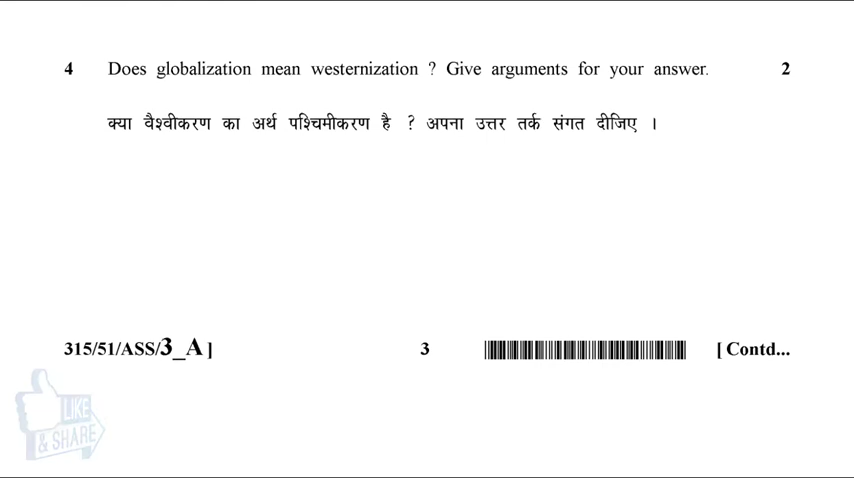 4 Does globalization mean westernization ? Give arguments for your answer. 2
क्या वैश्वीकरण का अर्थ पश्चिमीकरण है ? अपना उत्तर तर्क संगत दीजिए ।
315/51/ASS/3_A ] 3 [ Contd...
LIKE
& SHARE